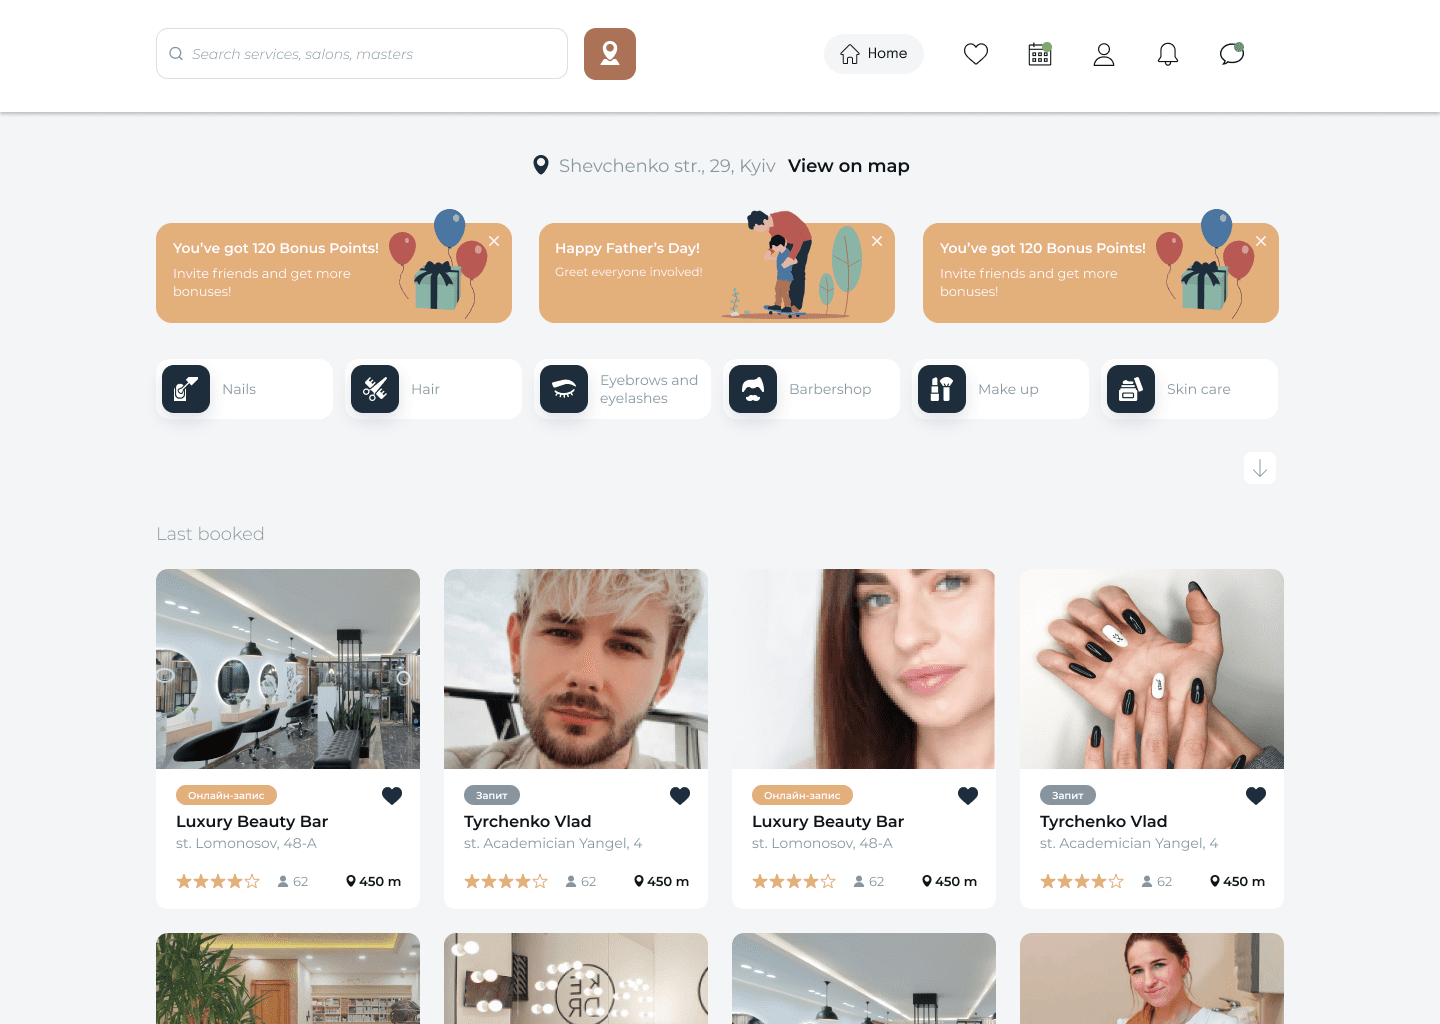 Search services, salons, masters
Home
Shevchenko str., 29, Kyiv View on map
You’ve got 120 Bonus Points!
Invite friends and get more
bonuses!
Happy Father’s Day!
Greet everyone involved!
You’ve got 120 Bonus Points!
Invite friends and get more
bonuses!
Nails
Hair
Eyebrows and
eyelashes
Barbershop
Make up
Skin care
Last booked
Онлайн-запис
Luxury Beauty Bar
st. Lomonosov, 48-A
62
450 m
Запит
Tyrchenko Vlad
st. Academician Yangel, 4
62
450 m
Онлайн-запис
Luxury Beauty Bar
st. Lomonosov, 48-A
62
450 m
Запит
Tyrchenko Vlad
st. Academician Yangel, 4
62
450 m